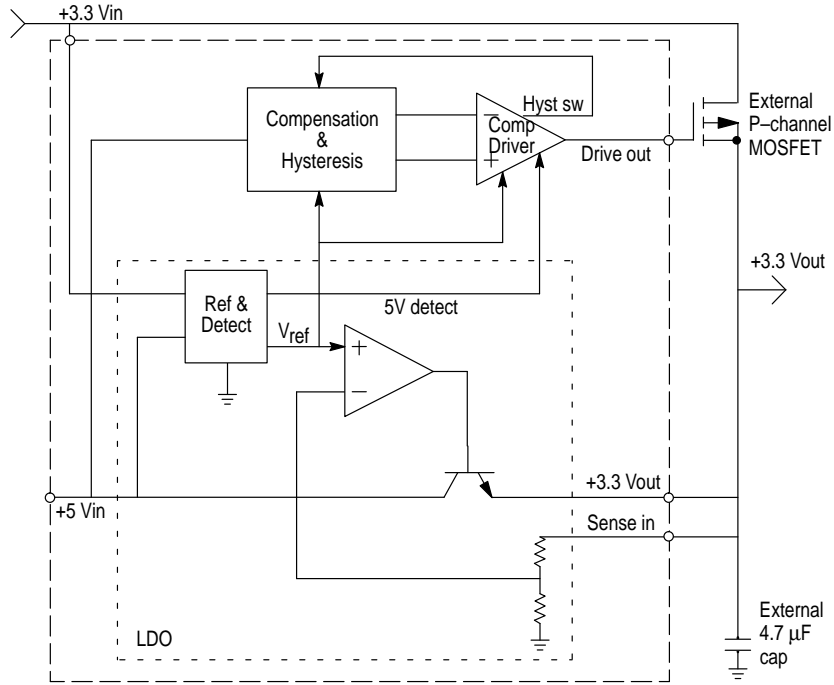 +3.3 Vin
Compensation
&
Hysteresis
Hyst sw
−
Comp
Driver
+
Drive out
External
P–channel
MOSFET
+3.3 Vout
Ref &
Detect
5V detect
Vref
+
−
+3.3 Vout
+5 Vin
Sense in
LDO
External
4.7 µF
cap